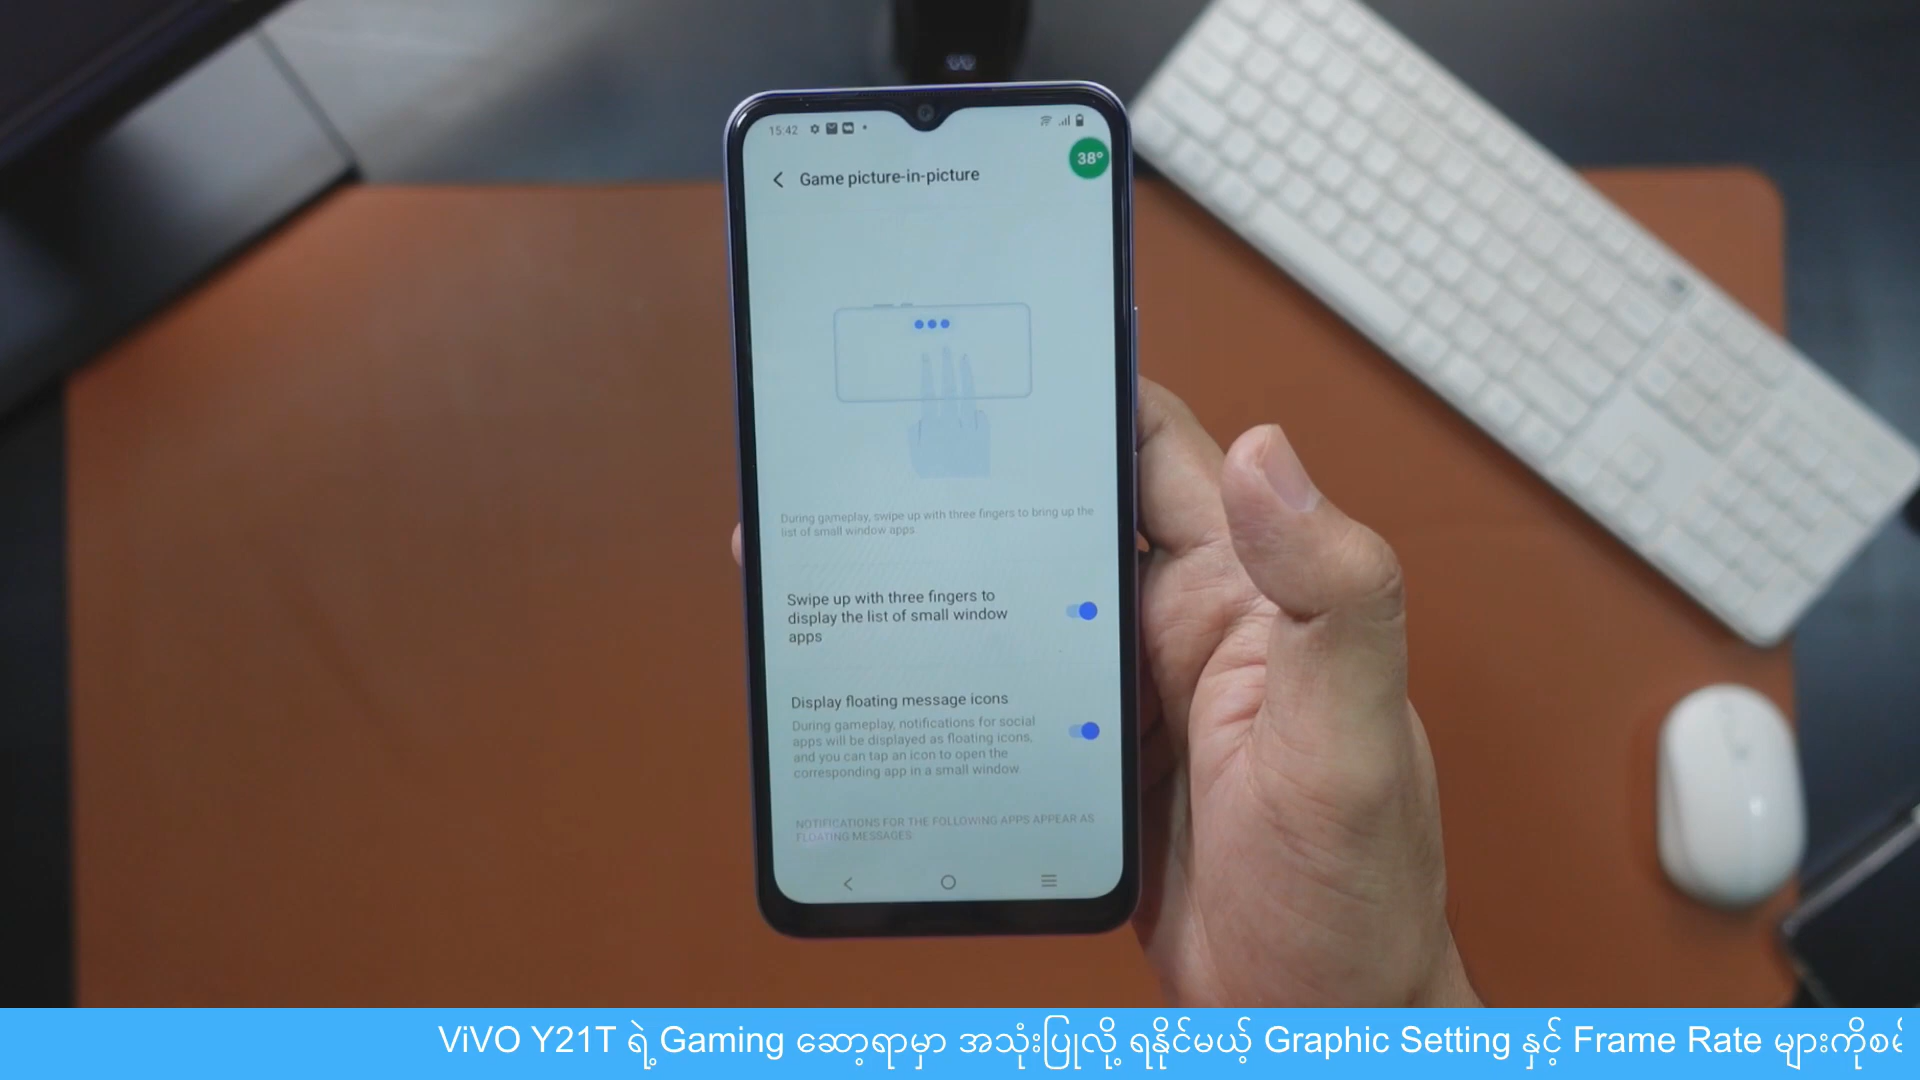 15:42
38°
Game picture-in-picture
During gameplay, swipe up with three fingers to bring up the
list of small window apps
Swipe up with three fingers to
display the list of small window
apps
Display floating message icons
During gameplay, notifications for social
apps will be displayed as floating icons,
and you can tap an icon to open the
corresponding app in a small window
NOTIFICATIONS FOR THE FOLLOWING APPS APPEAR AS
FLOATING MESSAGES
ViVO Y21T ရဲ့ Gaming ဆော့ရာမှာ အသုံးပြုလို့ ရနိုင်မယ့် Graphic Setting နှင့် Frame Rate များကို